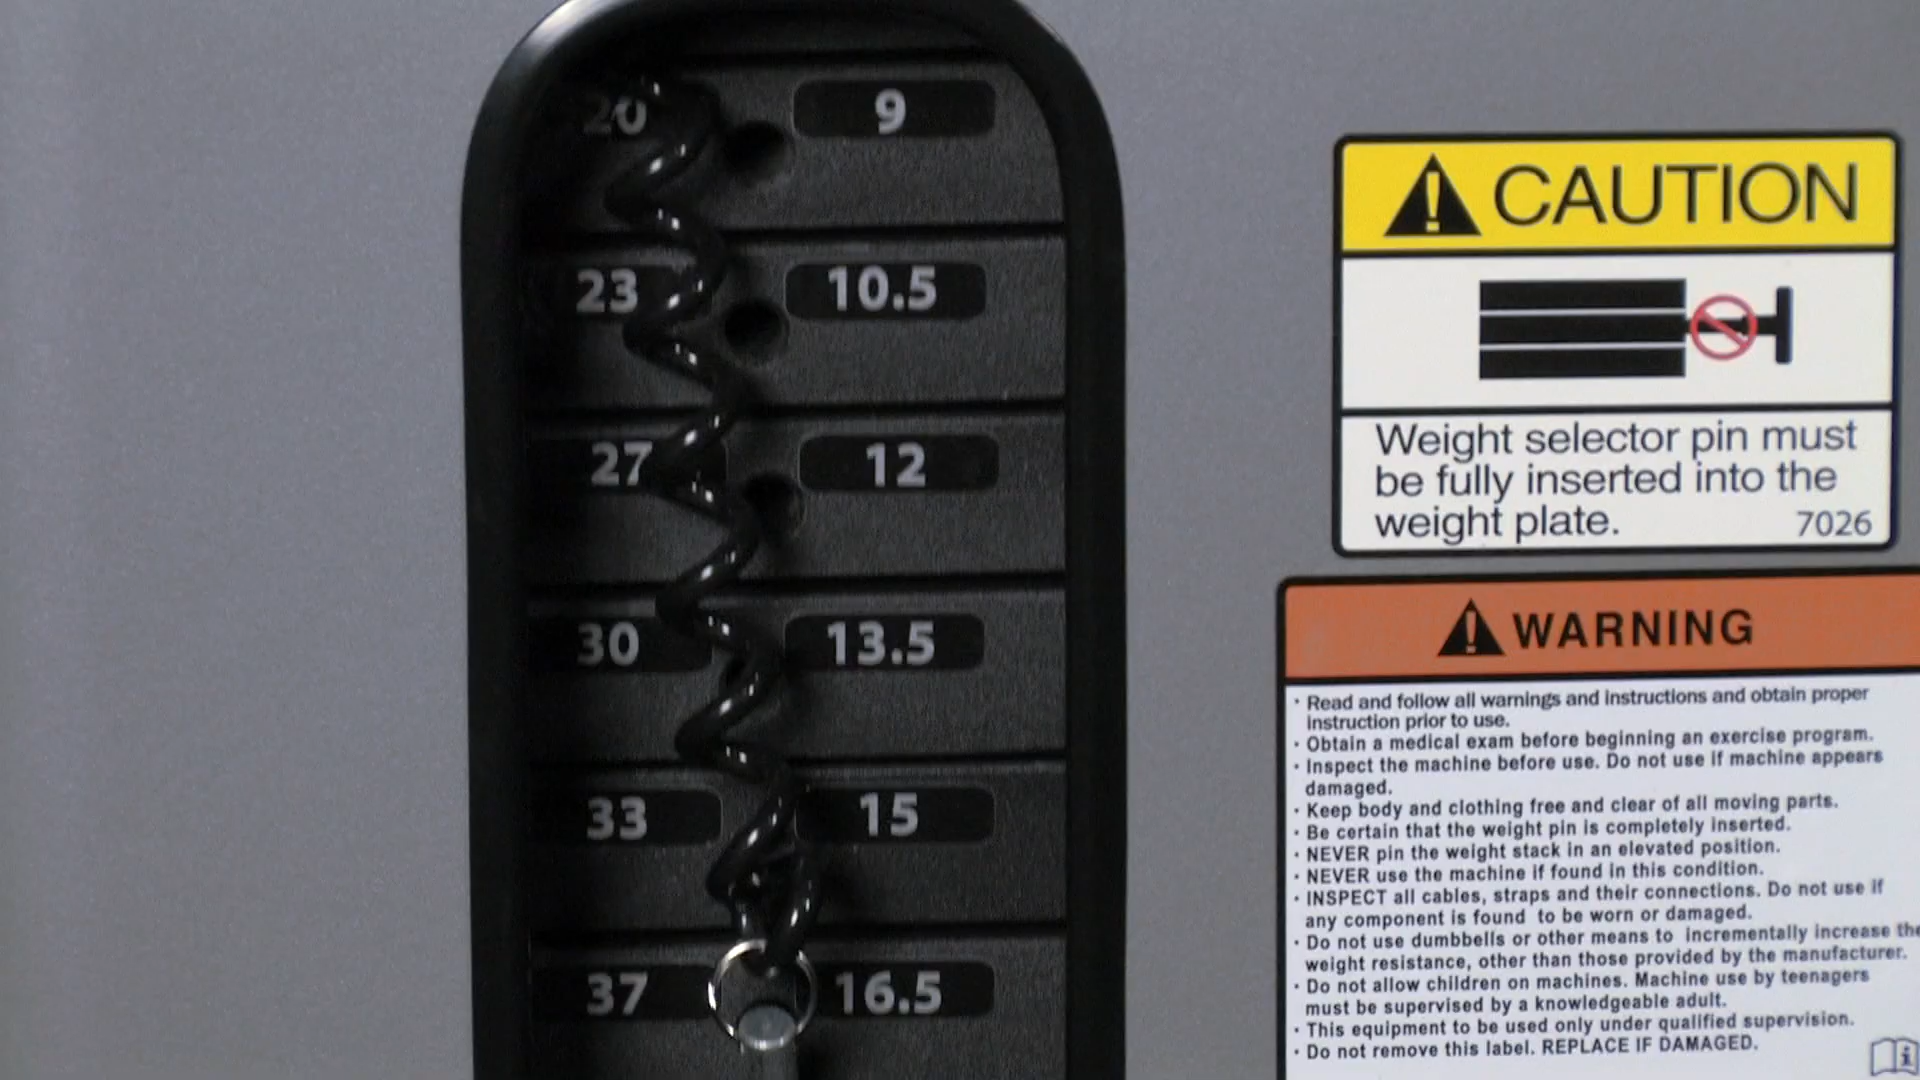 20 9
23 10.5
27 12
30 13.5
33 15
37 16.5
CAUTION
Weight selector pin must
be fully inserted into the
weight plate. 7026
WARNING
· Read and follow all warnings and instructions and obtain proper
instruction prior to use.
· Obtain a medical exam before beginning an exercise program.
· Inspect the machine before use. Do not use if machine appears
damaged.
· Keep body and clothing free and clear of all moving parts.
· Be certain that the weight pin is completely inserted.
· NEVER pin the weight stack in an elevated position.
· NEVER use the machine if found in this condition.
· INSPECT all cables, straps and their connections. Do not use if
any component is found to be worn or damaged.
· Do not use dumbbells or other means to incrementally increase the
weight resistance, other than those provided by the manufacturer.
· Do not allow children on machines. Machine use by teenagers
must be supervised by a knowledgeable adult.
· This equipment to be used only under qualified supervision.
· Do not remove this label. REPLACE IF DAMAGED.